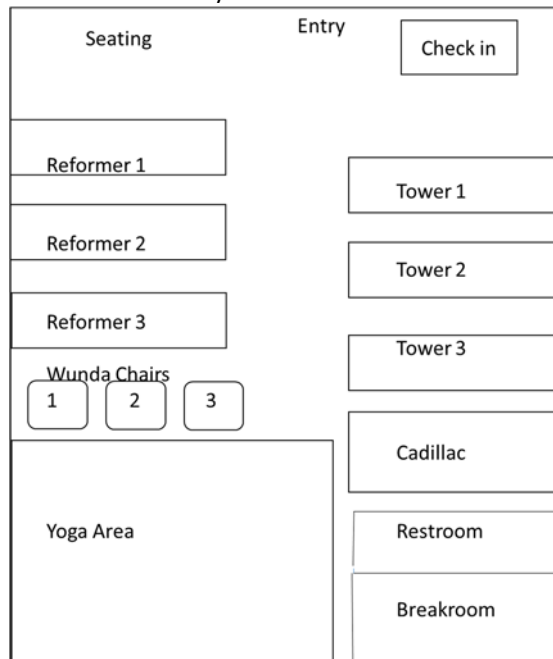 Seating
Entry
Check in
Reformer 1
Tower 1
Reformer 2
Tower 2
Reformer 3
Tower 3
Wunda Chairs
1 2 3
Cadillac
Yoga Area
Restroom
Breakroom